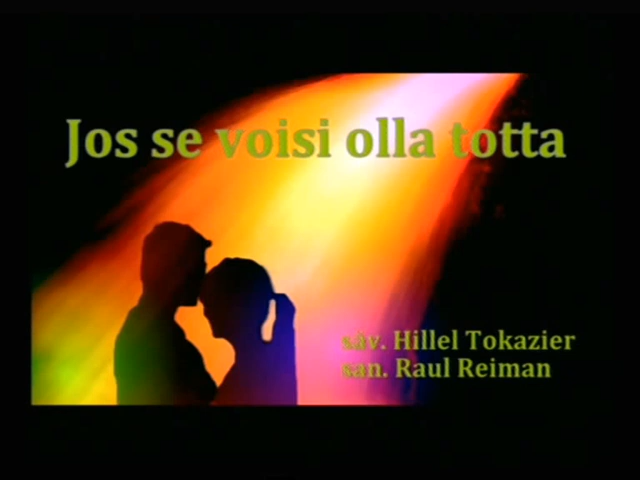 Jos se voisi olla totta
säv. Hillel Tokazier
san. Raul Reiman